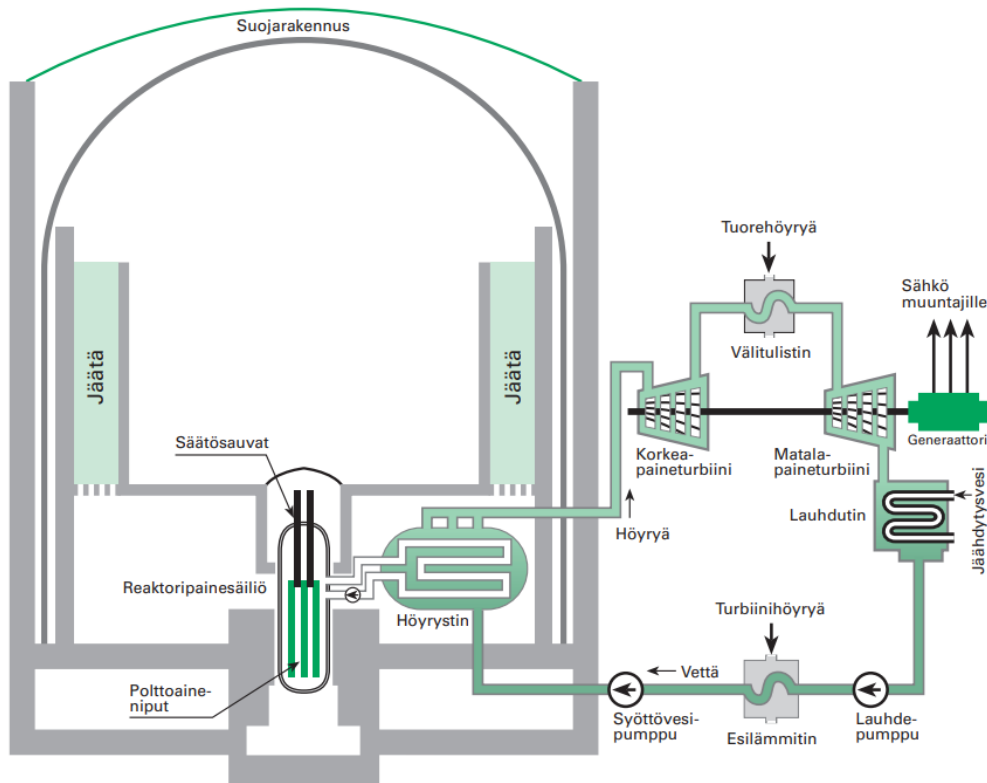 Suojarakennus
Tuorehöyryä
Sähkö
muuntajille
Välitulistin
Jäätä
Jäätä
Säätösauvat
Korkea-
paineturbiini
Matala-
paineturbiini
Generaattori
Lauhdutin
Jäähdytysvesi
Höyryä
Reaktoripainesäiliö
Höyrystin
Turbiinihöyryä
Vettä
Polttoaine-
niput
Syöttövesi-
pumppu
Esilämmitin
Lauhde-
pumppu